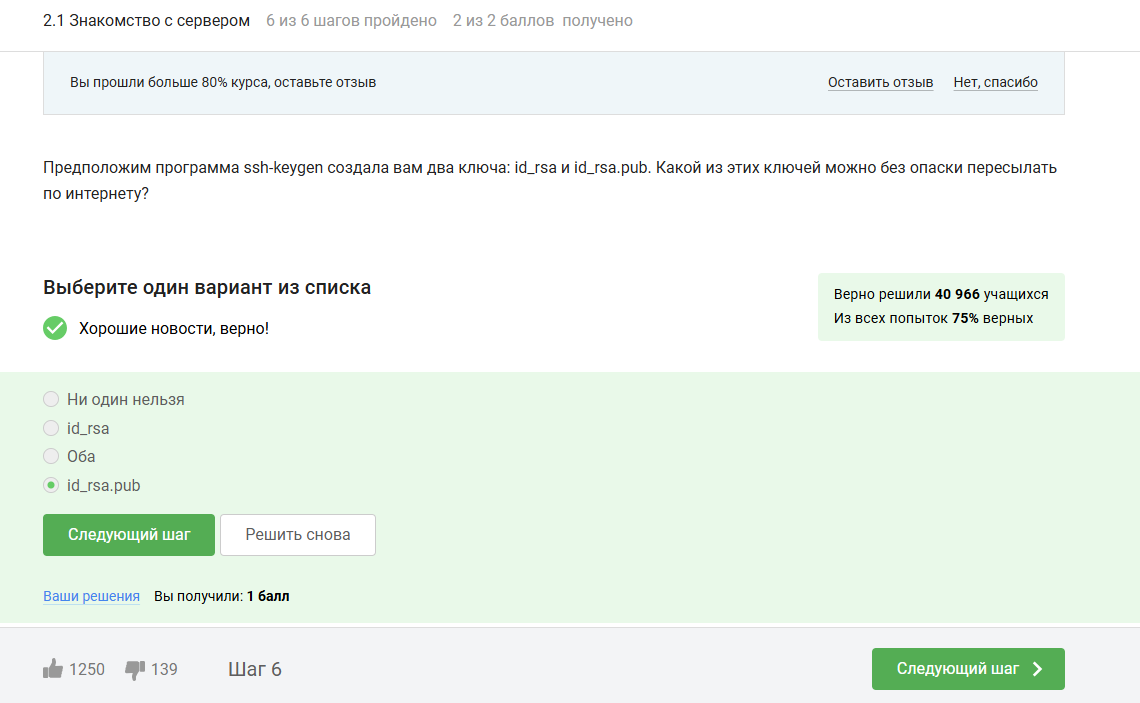 2.1 Знакомство с сервером 6 из 6 шагов пройдено 2 из 2 баллов получено
Вы прошли больше 80% курса, оставьте отзыв Оставить отзыв Нет, спасибо
Предположим программа ssh-keygen создала вам два ключа: id_rsa и id_rsa.pub. Какой из этих ключей можно без опаски пересылать
по интернету?
Выберите один вариант из списка
Хорошие новости, верно!
Верно решили 40 966 учащихся
Из всех попыток 75% верных
Ни один нельзя
id_rsa
Оба
id_rsa.pub
Следующий шаг Решить снова
Ваши решения Вы получили: 1 балл
1250 139 Шаг 6 Следующий шаг